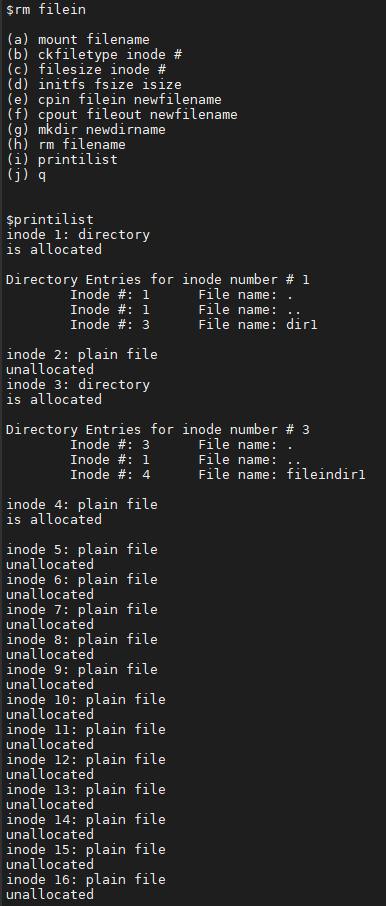 $rm filein
(a) mount filename
(b) ckfiletype inode #
(c) filesize inode #
(d) initfs fsize isize
(e) cpin filein newfilename
(f) cpout fileout newfilename
(g) mkdir newdirname
(h) rm filename
(i) printilist
(j) q
$printilist
inode 1: directory
is allocated
Directory Entries for inode number # 1
Inode #: 1 File name: .
Inode #: 1 File name: ..
Inode #: 3 File name: dir1
inode 2: plain file
unallocated
inode 3: directory
is allocated
Directory Entries for inode number # 3
Inode #: 3 File name: .
Inode #: 1 File name: ..
Inode #: 4 File name: fileindir1
inode 4: plain file
is allocated
inode 5: plain file
unallocated
inode 6: plain file
unallocated
inode 7: plain file
unallocated
inode 8: plain file
unallocated
inode 9: plain file
unallocated
inode 10: plain file
unallocated
inode 11: plain file
unallocated
inode 12: plain file
unallocated
inode 13: plain file
unallocated
inode 14: plain file
unallocated
inode 15: plain file
unallocated
inode 16: plain file
unallocated